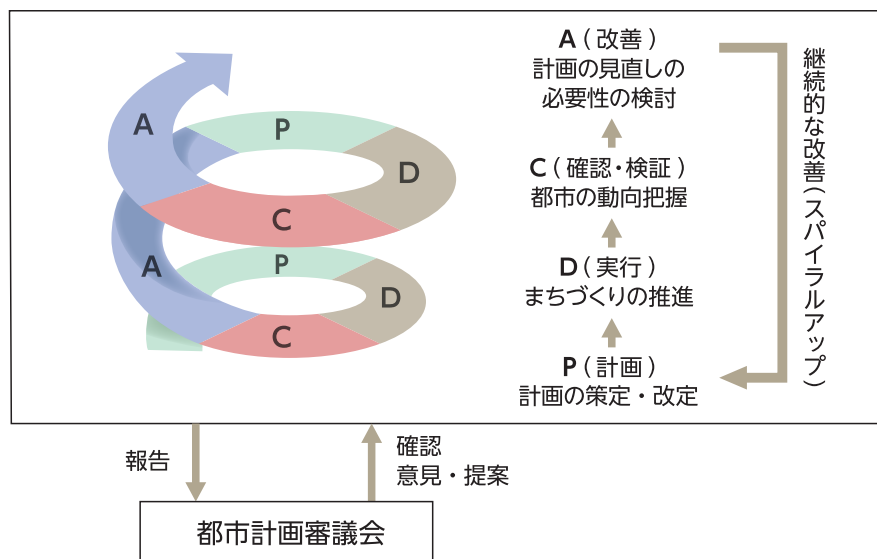 A
P
D
C
A
P
D
C
A(改善)
計画の見直しの
必要性の検討
C(確認・検証)
都市の動向把握
D(実行)
まちづくりの推進
P(計画)
計画の策定・改定
継続的な改善(スパイラルアップ)
報告
確認
意見・提案
都市計画審議会